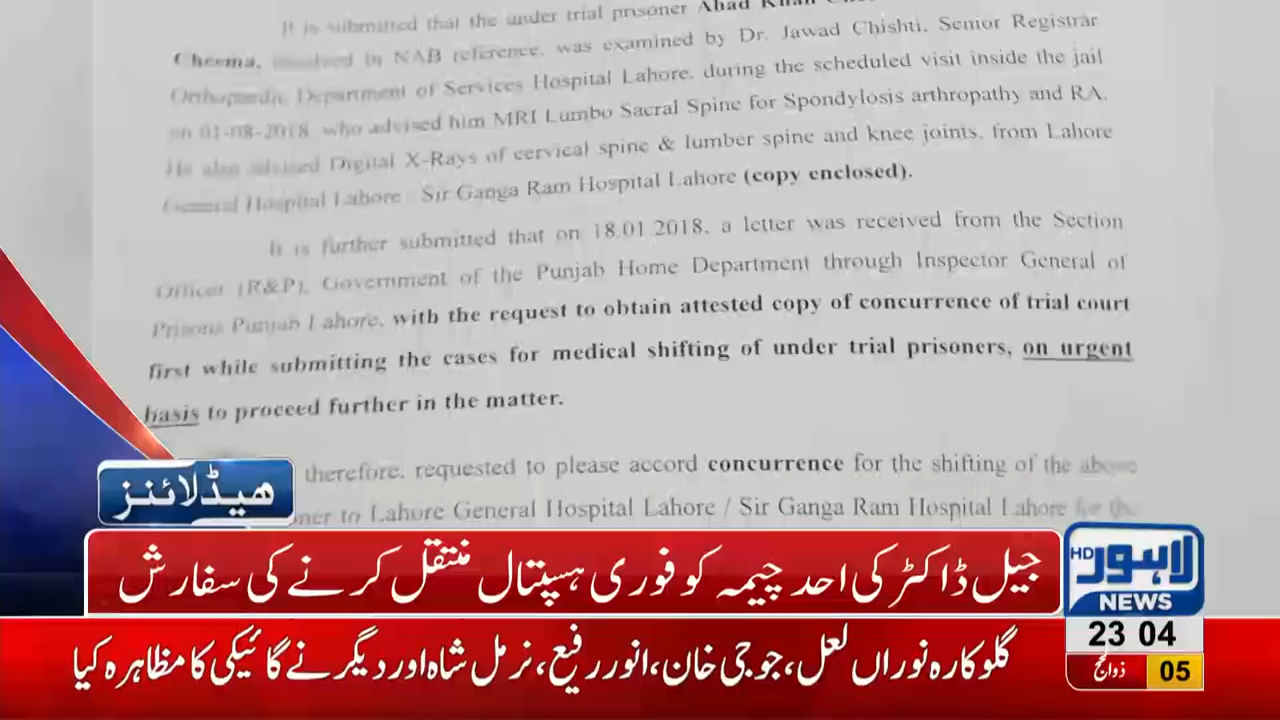 It is submitted that the under trial prisoner Ahad Khan
Cheema, involved in NAB reference, was examined by Dr. Jawad Chishti, Senior Registrar
Orthopaedic Department of Services Hospital Lahore, during the scheduled visit inside the jail
on 01-08-2018, who advised him MRI Lumbo Sacral Spine for Spondylosis arthropathy and RA.
He also advised Digital X-Rays of cervical spine & lumber spine and knee joints, from Lahore
General Hospital Lahore / Sir Ganga Ram Hospital Lahore (copy enclosed).
It is further submitted that on 18.01.2018, a letter was received from the Section
Officer (R&P), Government of the Punjab Home Department through Inspector General of
Prisons Punjab Lahore, with the request to obtain attested copy of concurrence of trial court
first while submitting the cases for medical shifting of under trial prisoners, on urgent
basis to proceed further in the matter.
therefore, requested to please accord concurrence for the shifting of the above
to Lahore General Hospital Lahore / Sir Ganga Ram Hospital Lahore for the
ہیڈلائنز
جیل ڈاکٹر کی احد چیمہ کو فوری ہسپتال منتقل کرنے کی سفارش
HD لاہور
NEWS
23 04
گلوکارہ نوراں لعل، جوجی خان، انور رفیع، نرمل شاہ اور دیگر نے گائیکی کا مظاہرہ کیا
ذوالحج 05